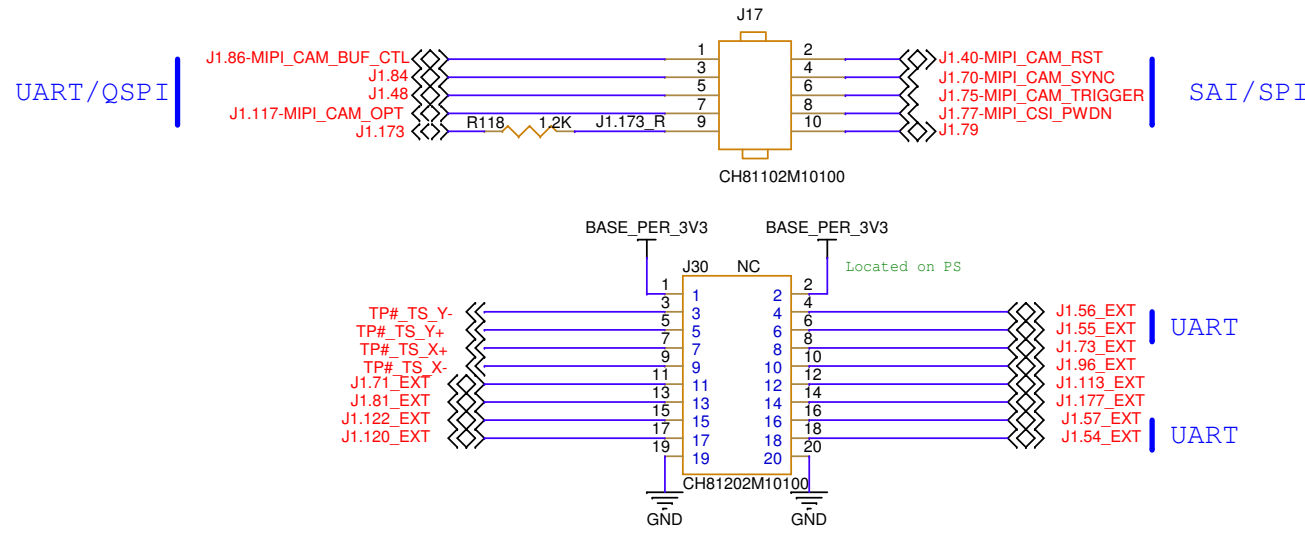 J17
UART/QSPI
J1.86-MIPI_CAM_BUF_CTL 1 2 J1.40-MIPI_CAM_RST
J1.84 3 4 J1.70-MIPI_CAM_SYNC
J1.48 5 6 J1.75-MIPI_CAM_TRIGGER
J1.117-MIPI_CAM_OPT 7 8 J1.77-MIPI_CSI_PWDN
J1.173 R118 1.2K J1.173_R 9 10 J1.79
SAI/SPI
CH81102M10100
BASE_PER_3V3 BASE_PER_3V3
J30 NC Located on PS
1 1 2 2
TP#_TS_Y- 3 3 4 4 J1.56_EXT
TP#_TS_Y+ 5 5 6 6 J1.55_EXT UART
TP#_TS_X+ 7 7 8 8 J1.73_EXT
TP#_TS_X- 9 9 10 10 J1.96_EXT
J1.71_EXT 11 11 12 12 J1.113_EXT
J1.81_EXT 13 13 14 14 J1.177_EXT
J1.122_EXT 15 15 16 16 J1.57_EXT
J1.120_EXT 17 17 18 18 J1.54_EXT UART
19 19 20 20
CH81202M10100
GND GND